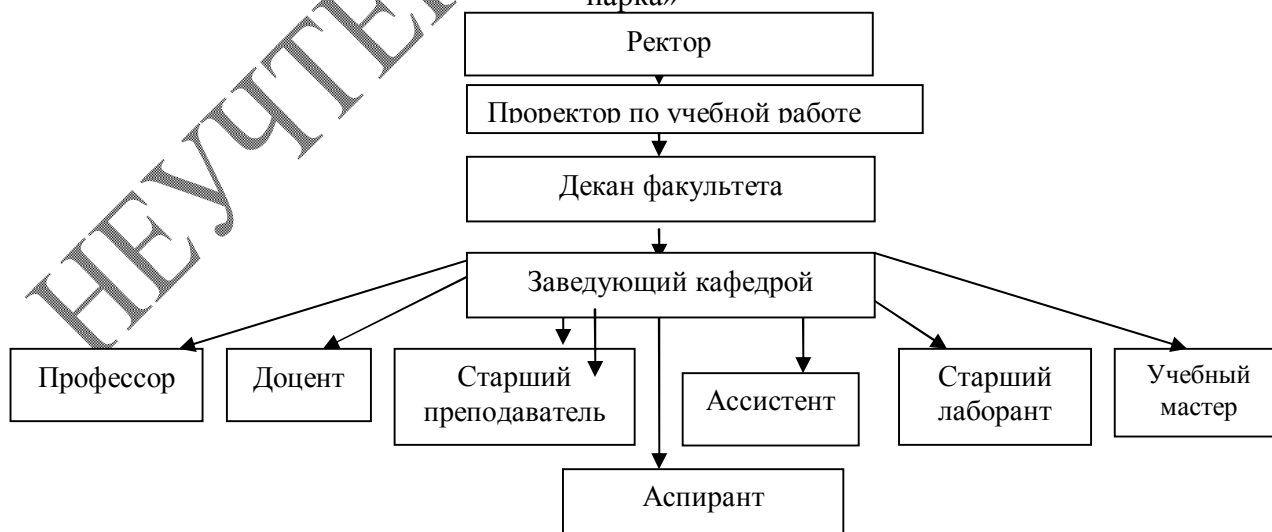 парка»
Ректор
Проректор по учебной работе
Декан факультета
Заведующий кафедрой
Профессор
Доцент
Старший
преподаватель
Ассистент
Старший
лаборант
Учебный
мастер
Аспирант
НЕУЧТЕ